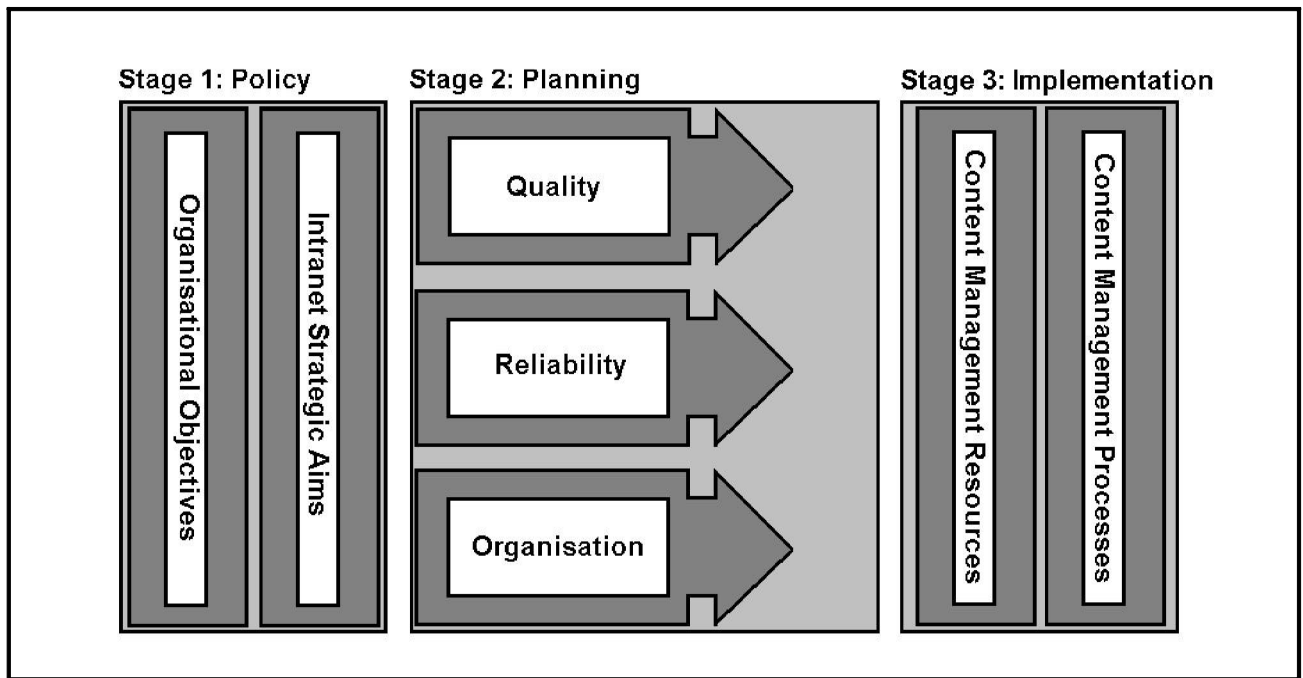 Stage 1: Policy
Organisational Objectives
Intranet Strategic Aims
Stage 2: Planning
Quality
Reliability
Organisation
Stage 3: Implementation
Content Management Resources
Content Management Processes